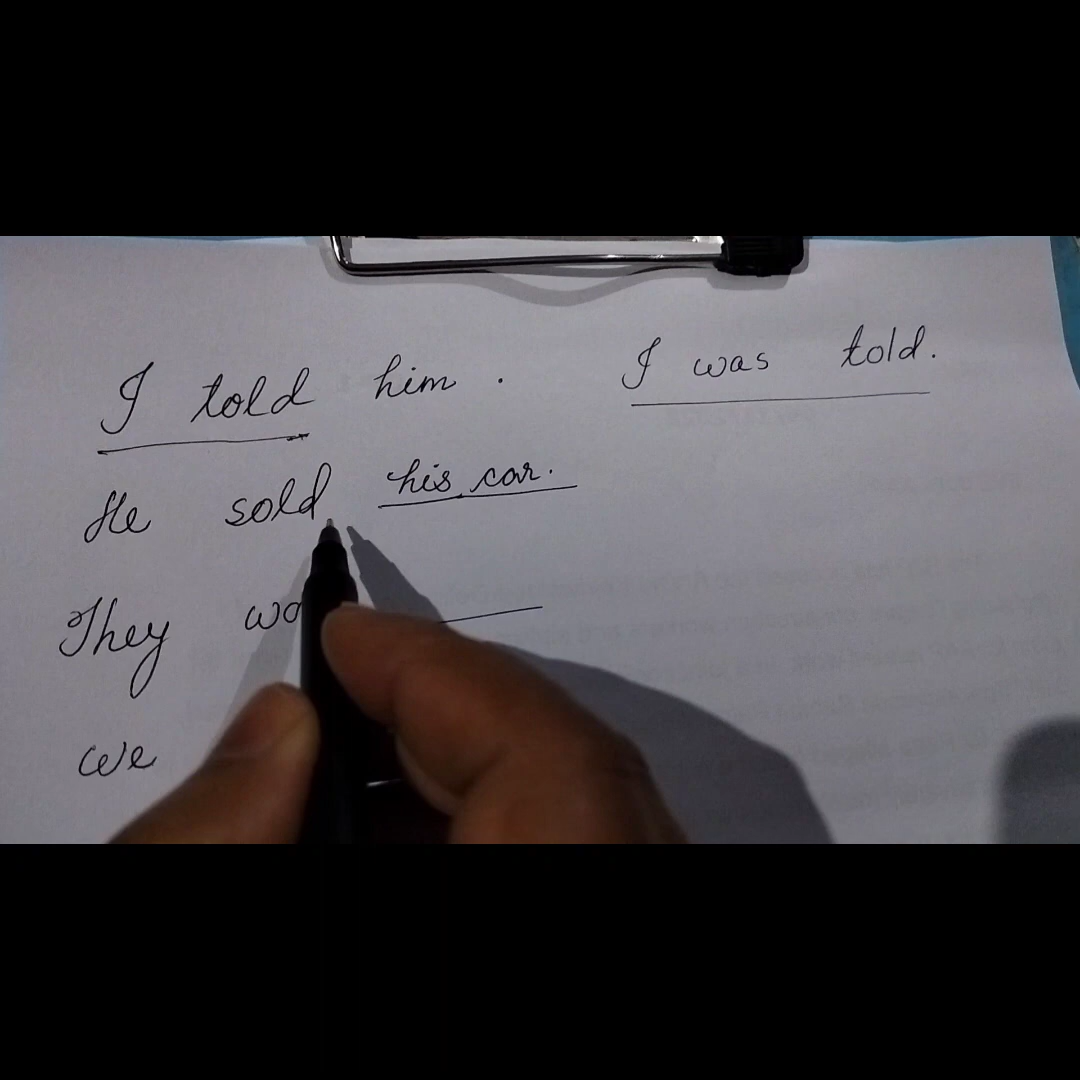 I told him . I was told.
He sold his car.
They
we